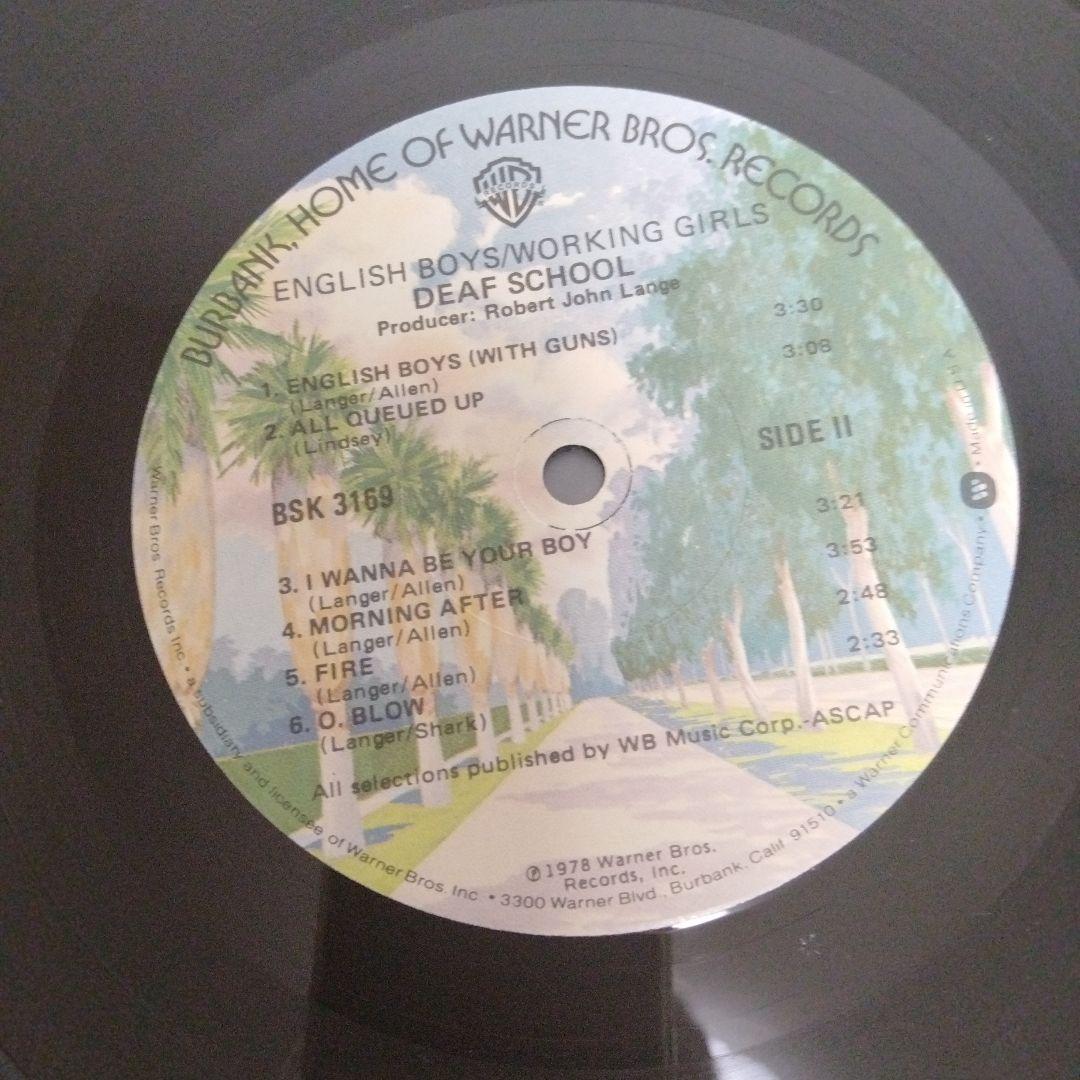 BURBANK, HOME OF WARNER BROS. RECORDS
RECORDS
ENGLISH BOYS/WORKING GIRLS
DEAF SCHOOL
Producer: Robert John Lange
1. ENGLISH BOYS (WITH GUNS) 3:30
(Langer/Allen)
2. ALL QUEUED UP 3:08
(Lindsey)
SIDE II
BSK 3169
3. I WANNA BE YOUR BOY 3:21
(Langer/Allen)
4. MORNING AFTER 3:53
(Langer/Allen)
5. FIRE 2:48
(Langer/Allen)
6. O. BLOW 2:33
(Langer/Shark)
All selections published by WB Music Corp.-ASCAP
℗1978 Warner Bros.
Records, Inc.
Warner Bros. Records Inc. • a subsidiary and licensee of Warner Bros. Inc. • 3300 Warner Blvd., Burbank, Calif. 91510 • a Warner Communications Company • Made in U.S.A.